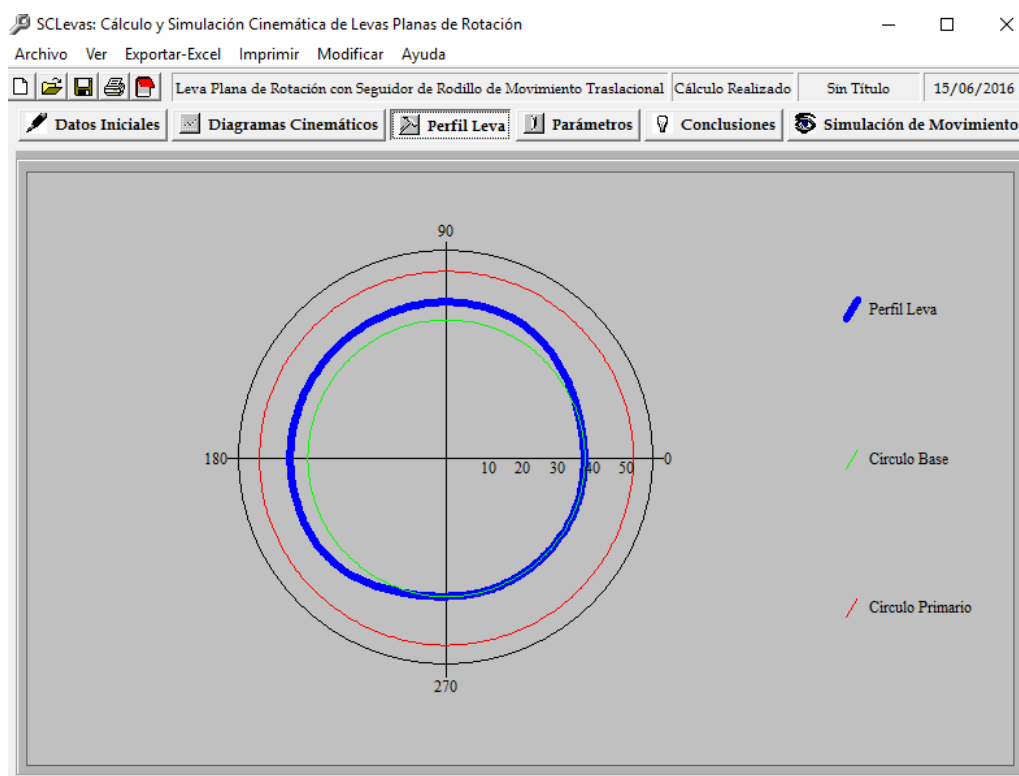 SCLevas: Cálculo y Simulación Cinemática de Levas Planas de Rotación
Archivo Ver Exportar-Excel Imprimir Modificar Ayuda
Leva Plana de Rotación con Seguidor de Rodillo de Movimiento Traslacional Cálculo Realizado Sin Título 15/06/2016
Datos Iniciales Diagramas Cinemáticos Perfil Leva Parámetros Conclusiones Simulación de Movimiento
90
Perfil Leva
180 0 Circulo Base
10 20 30 40 50
Circulo Primario
270